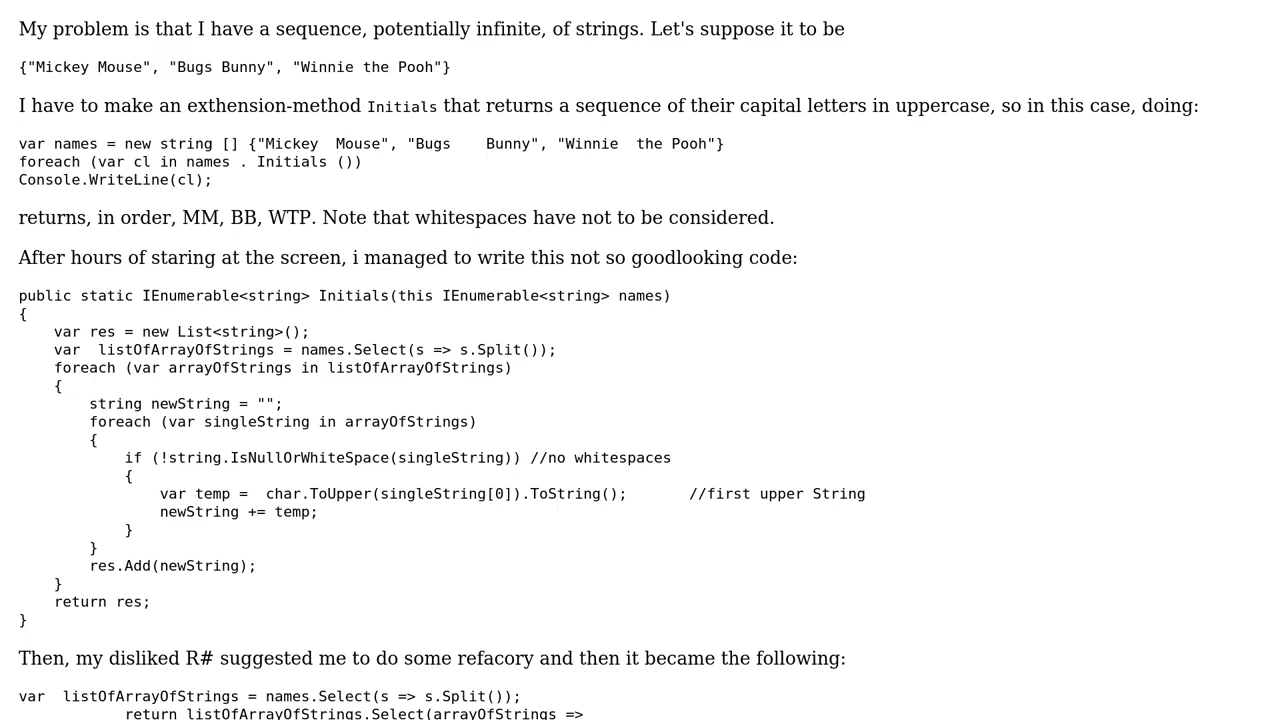 My problem is that I have a sequence, potentially infinite, of strings. Let's suppose it to be
{"Mickey Mouse", "Bugs Bunny", "Winnie the Pooh"}
I have to make an exthension-method Initials that returns a sequence of their capital letters in uppercase, so in this case, doing:
var names = new string [] {"Mickey  Mouse", "Bugs    Bunny", "Winnie  the Pooh"}
foreach (var cl in names . Initials ())
Console.WriteLine(cl);
returns, in order, MM, BB, WTP. Note that whitespaces have not to be considered.
After hours of staring at the screen, i managed to write this not so goodlooking code:
public static IEnumerable<string> Initials(this IEnumerable<string> names)
{
    var res = new List<string>();
    var  listOfArrayOfStrings = names.Select(s => s.Split());
    foreach (var arrayOfStrings in listOfArrayOfStrings)
    {
        string newString = "";
        foreach (var singleString in arrayOfStrings)
        {
            if (!string.IsNullOrWhiteSpace(singleString)) //no whitespaces
            {
                var temp =  char.ToUpper(singleString[0]).ToString();       //first upper String
                newString += temp;
            }
        }
        res.Add(newString);
    }
    return res;
}
Then, my disliked R# suggested me to do some refacory and then it became the following:
var  listOfArrayOfStrings = names.Select(s => s.Split());
            return listOfArrayOfStrings.Select(arrayOfStrings =>